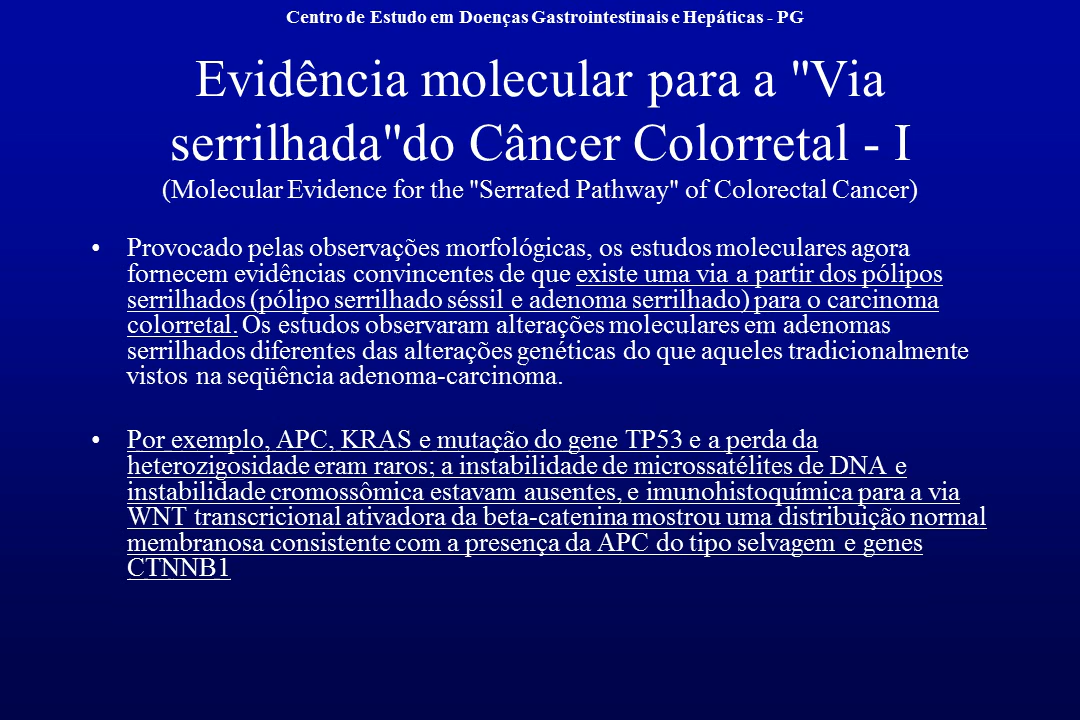 Centro de Estudo em Doenças Gastrointestinais e Hepáticas - PG
Evidência molecular para a "Via
serrilhada"do Câncer Colorretal - I
(Molecular Evidence for the "Serrated Pathway" of Colorectal Cancer)
• Provocado pelas observações morfológicas, os estudos moleculares agora
fornecem evidências convincentes de que existe uma via a partir dos pólipos
serrilhados (pólipo serrilhado séssil e adenoma serrilhado) para o carcinoma
colorretal. Os estudos observaram alterações moleculares em adenomas
serrilhados diferentes das alterações genéticas do que aqueles tradicionalmente
vistos na seqüência adenoma-carcinoma.
• Por exemplo, APC, KRAS e mutação do gene TP53 e a perda da
heterozigosidade eram raros; a instabilidade de microssatélites de DNA e
instabilidade cromossômica estavam ausentes, e imunohistoquímica para a via
WNT transcricional ativadora da beta-catenina mostrou uma distribuição normal
membranosa consistente com a presença da APC do tipo selvagem e genes
CTNNB1